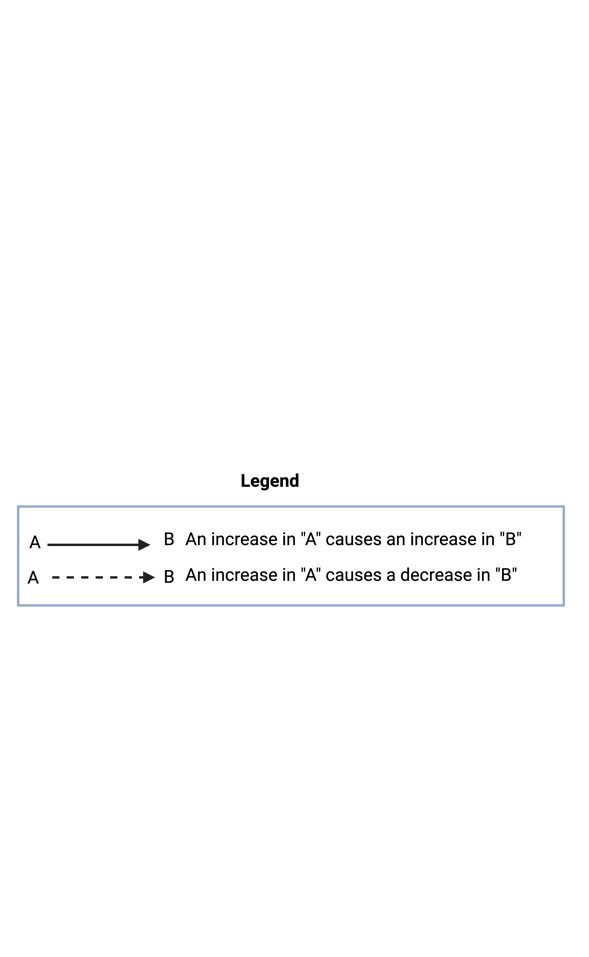 Legend
A B An increase in "A" causes an increase in "B"
A B An increase in "A" causes a decrease in "B"